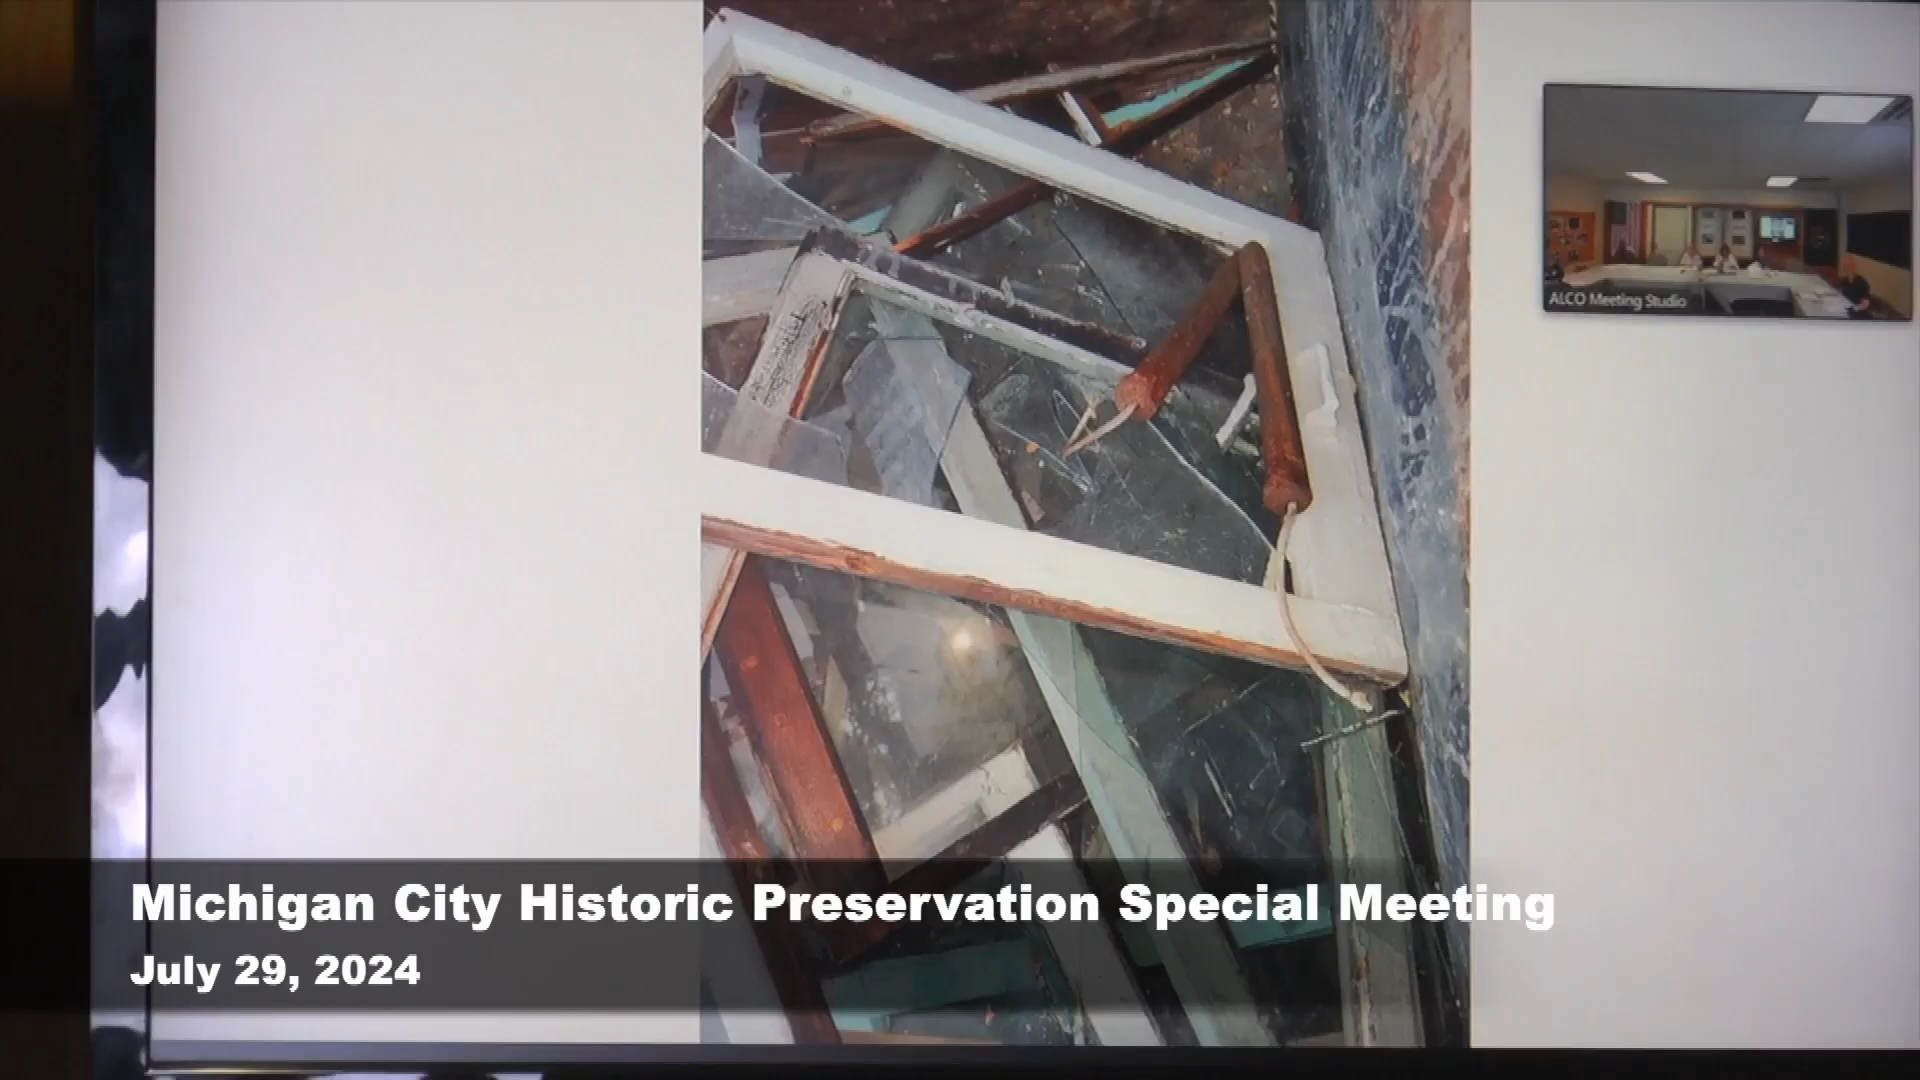 ALCO Meeting Studio
Michigan City Historic Preservation Special Meeting
July 29, 2024